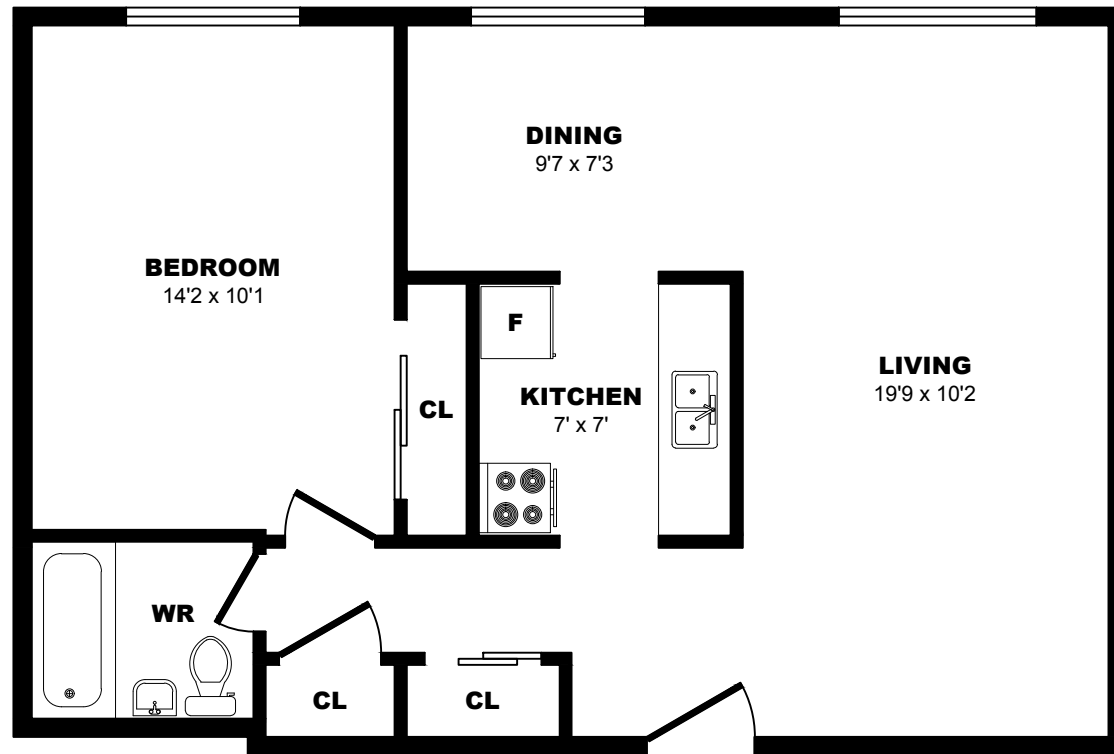 DINING
9'7 x 7'3
BEDROOM
14'2 x 10'1
F
LIVING
19'9 x 10'2
KITCHEN
7' x 7'
CL
WR
CL
CL